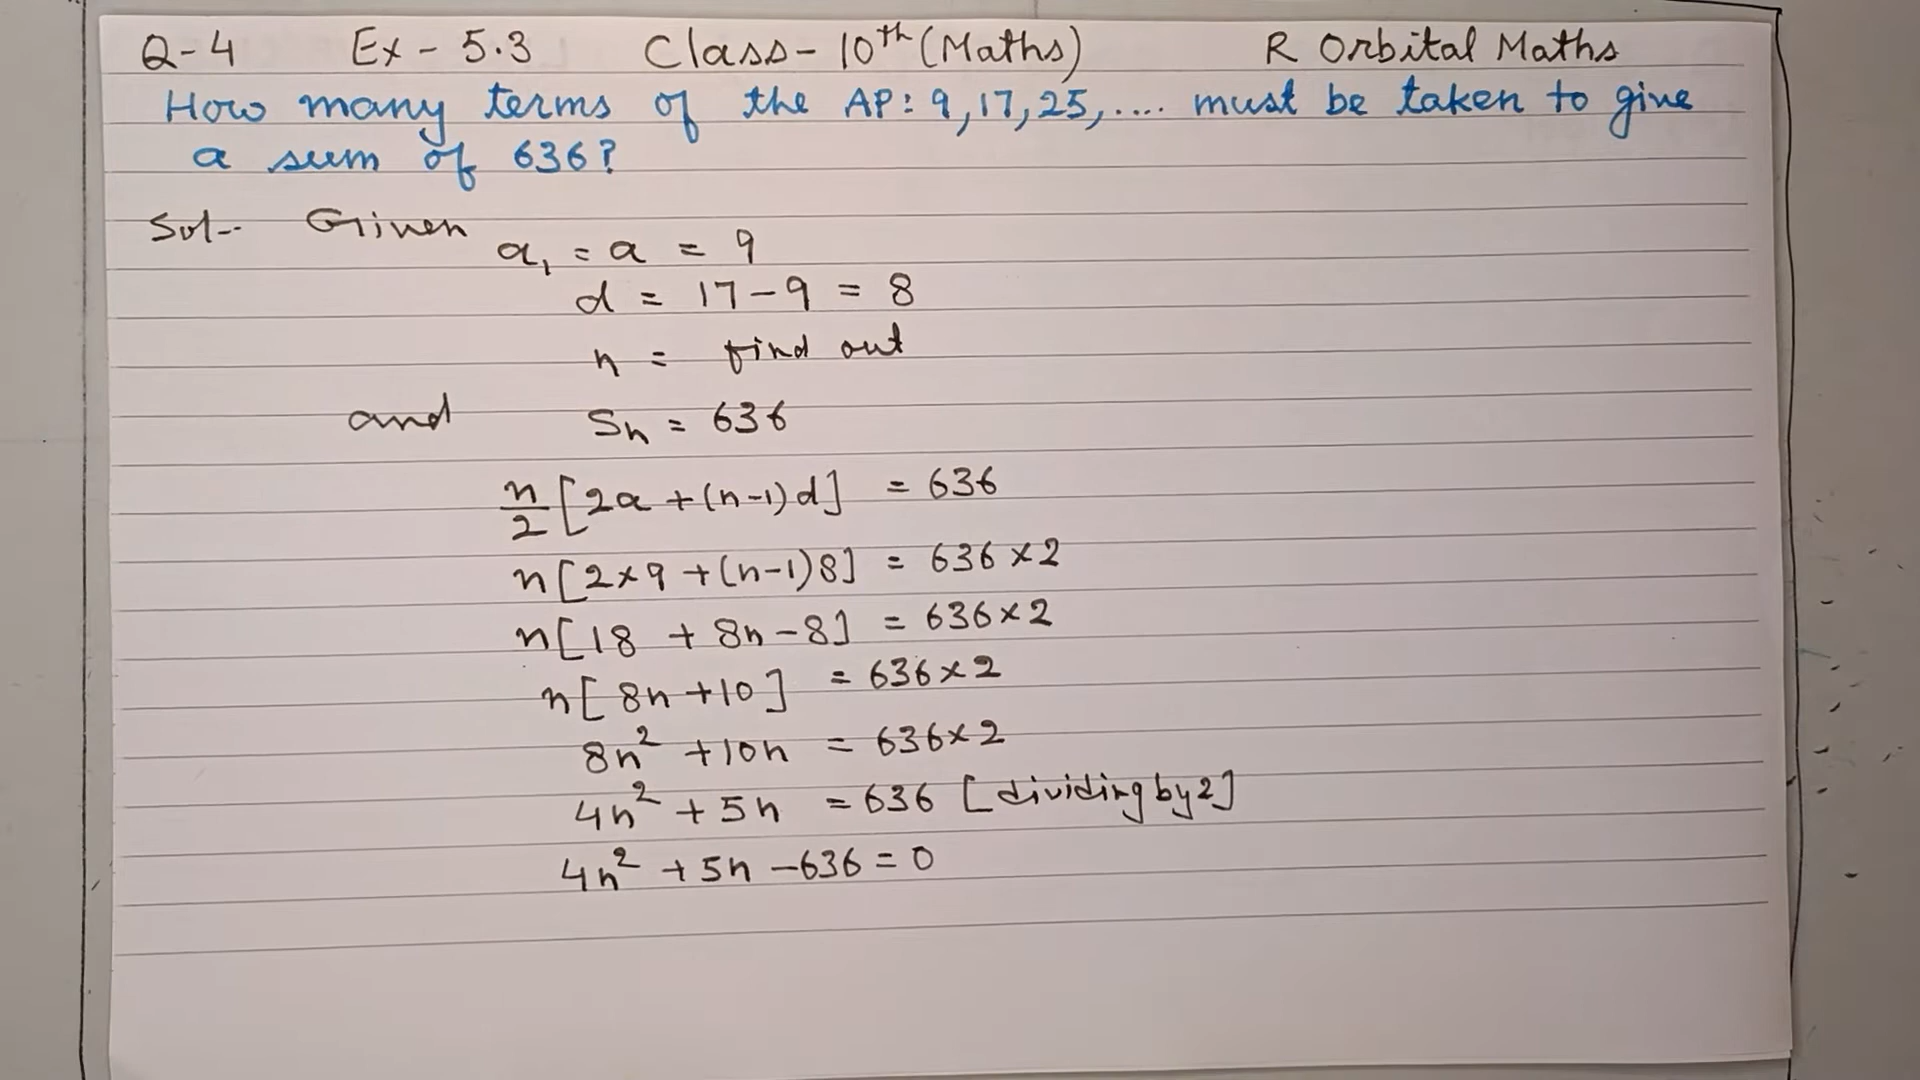 Q-4 Ex-5.3 Class-10th (Maths) R Orbital Maths
How many terms of the AP: 9,17,25,.... must be taken to give
a sum of 636?
Sol-- Given
a₁ = a = 9
d = 17-9 = 8
n = find out
and Sn = 636
n/2 [2a + (n-1)d] = 636
n[2×9 + (n-1)8] = 636×2
n[18 + 8n-8] = 636×2
n[8n+10] = 636×2
8n² + 10n = 636×2
4n² + 5n = 636 [dividing by 2]
4n² + 5n - 636 = 0